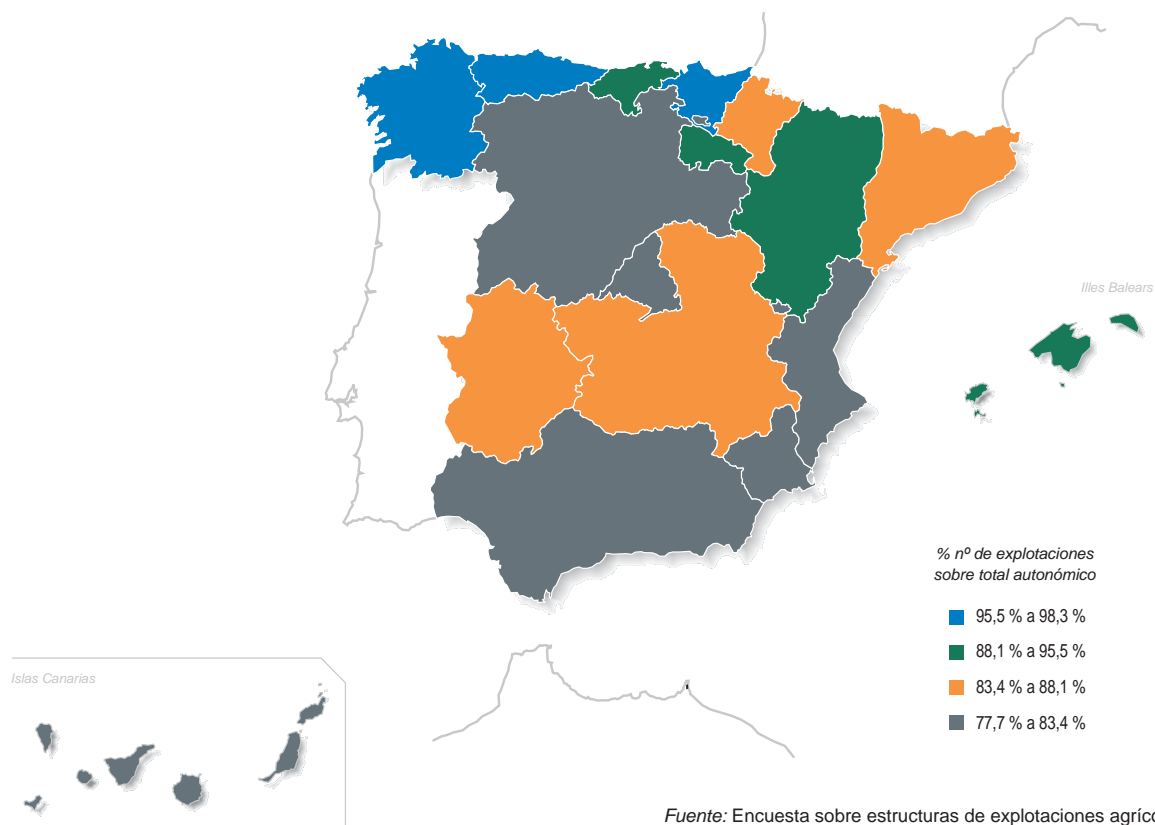 Illes Balears
% nº de explotaciones
sobre total autonómico
95,5 % a 98,3 %
88,1 % a 95,5 %
83,4 % a 88,1 %
77,7 % a 83,4 %
Islas Canarias
Fuente: Encuesta sobre estructuras de explotaciones agríc